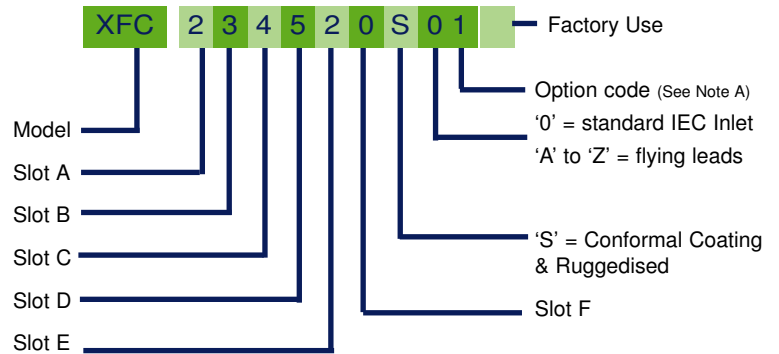 XFC 2 3 4 5 2 0 S 0 1
Factory Use
Option code (See Note A)
‘0’ = standard IEC Inlet
‘A’ to ‘Z’ = flying leads
‘S’ = Conformal Coating
& Ruggedised
Slot F
Model
Slot A
Slot B
Slot C
Slot D
Slot E